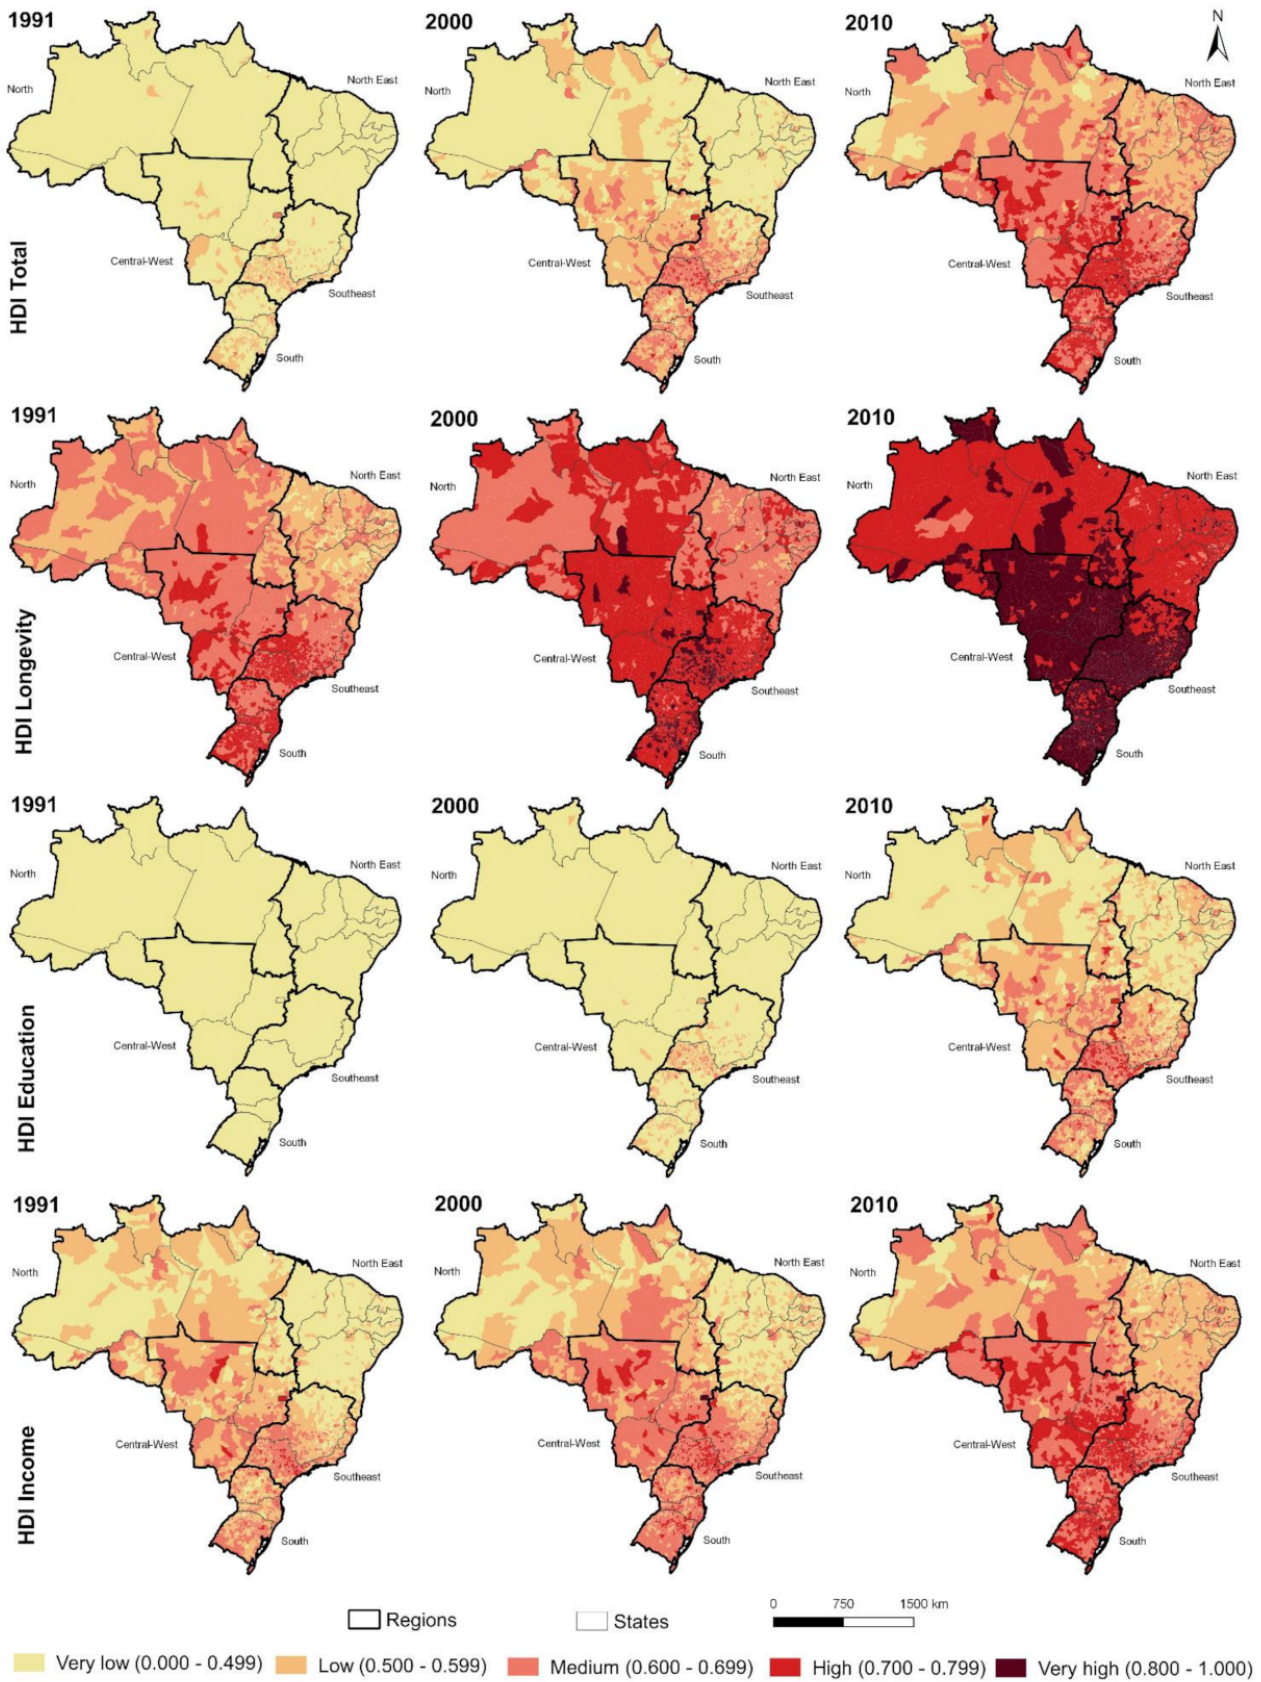 1991
2000
2010
N
North
North East
Central-West
Southeast
South
North
North East
Central-West
Southeast
South
North
North East
Central-West
Southeast
South
HDI Total
1991
2000
2010
North
North East
Central-West
Southeast
South
North
North East
Central-West
Southeast
South
North
North East
Central-West
Southeast
South
HDI Longevity
1991
2000
2010
North
North East
Central-West
Southeast
South
North
North East
Central-West
Southeast
South
North
North East
Central-West
Southeast
South
HDI Education
1991
2000
2010
North
North East
Central-West
Southeast
South
North
North East
Central-West
Southeast
South
North
North East
Central-West
Southeast
South
HDI Income
Regions
States
0 750 1500 km
Very low (0.000 - 0.499)
Low (0.500 - 0.599)
Medium (0.600 - 0.699)
High (0.700 - 0.799)
Very high (0.800 - 1.000)